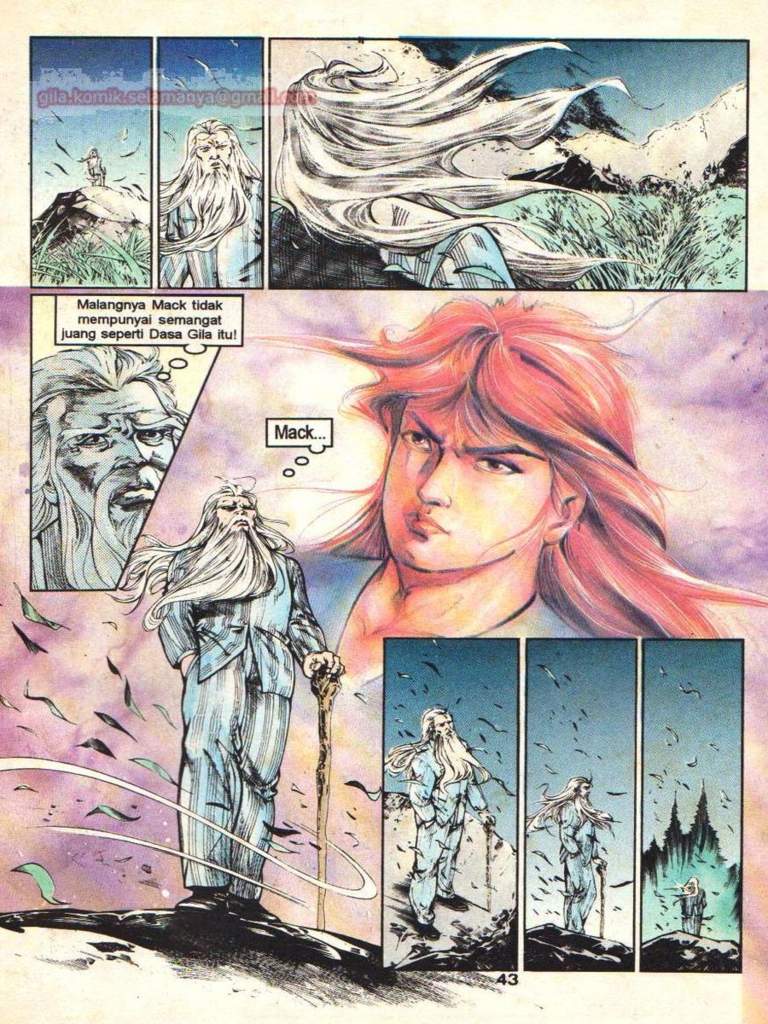 gila.komik.selamanya@gmail.com
Malangnya Mack tidak
mempunyai semangat
juang seperti Dasa Gila itu!
Mack...
43